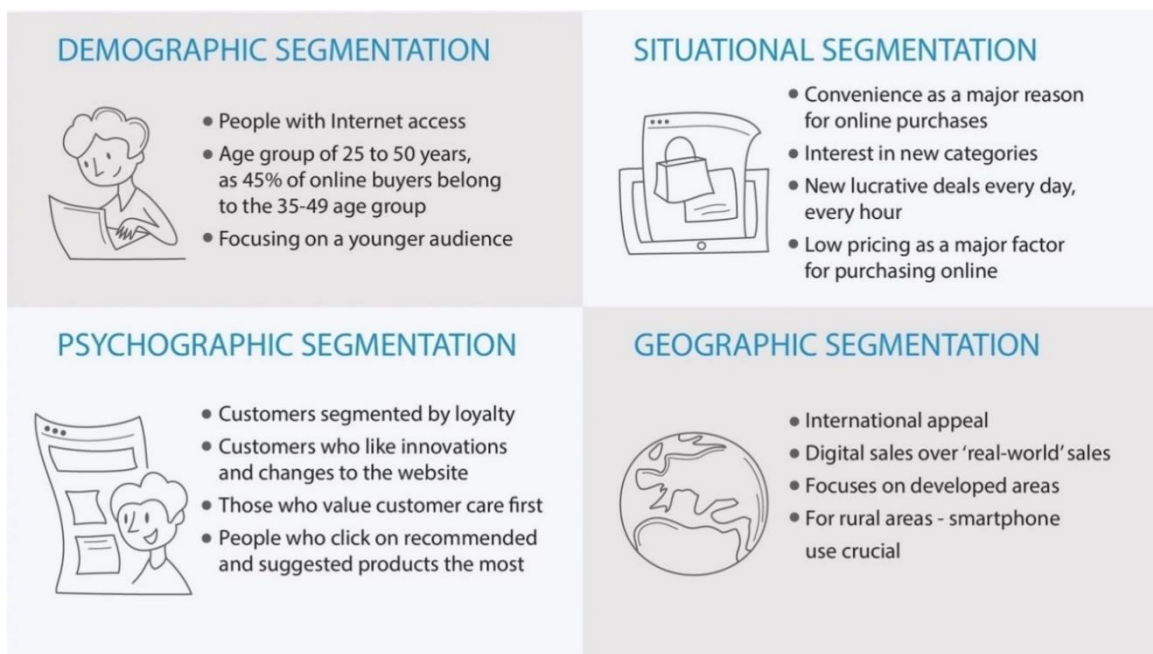 DEMOGRAPHIC SEGMENTATION
• People with Internet access
• Age group of 25 to 50 years,
as 45% of online buyers belong
to the 35-49 age group
• Focusing on a younger audience
SITUATIONAL SEGMENTATION
• Convenience as a major reason
for online purchases
• Interest in new categories
• New lucrative deals every day,
every hour
• Low pricing as a major factor
for purchasing online
PSYCHOGRAPHIC SEGMENTATION
• Customers segmented by loyalty
• Customers who like innovations
and changes to the website
• Those who value customer care first
• People who click on recommended
and suggested products the most
GEOGRAPHIC SEGMENTATION
• International appeal
• Digital sales over ‘real-world’ sales
• Focuses on developed areas
• For rural areas - smartphone
use crucial